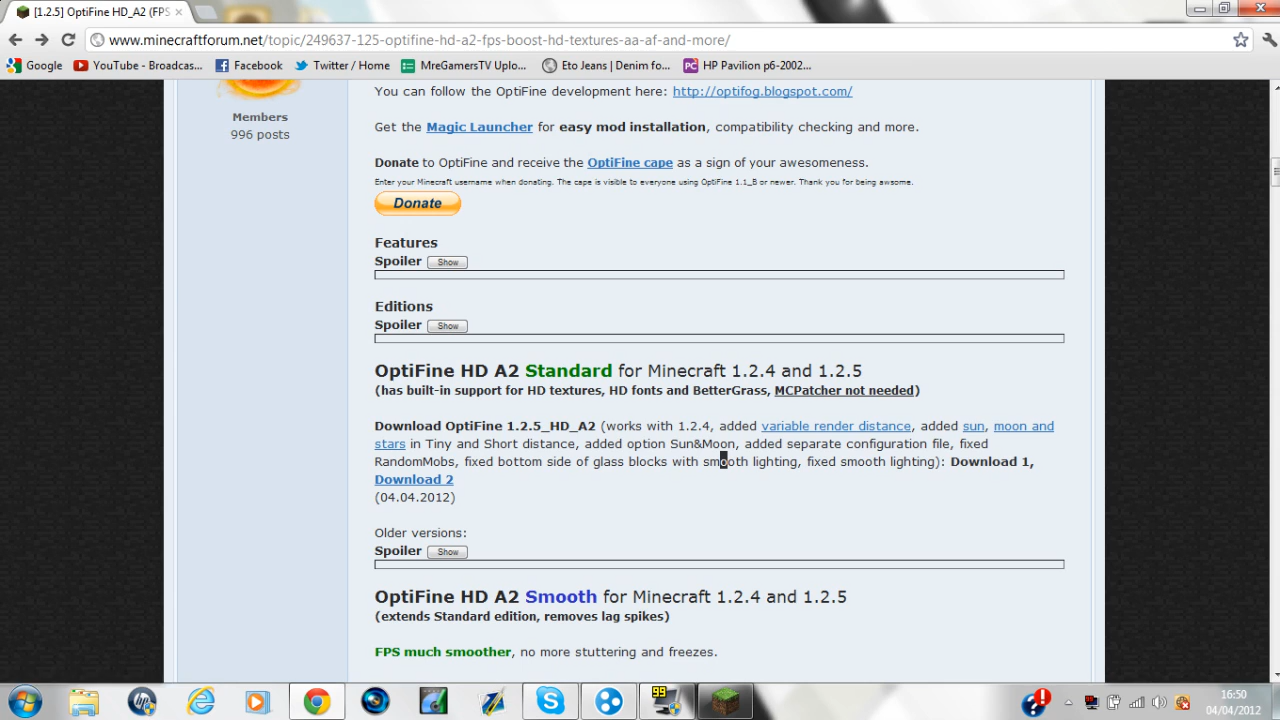 [1.2.5] OptiFine HD_A2 (FPS
www.minecraftforum.net/topic/249637-125-optifine-hd-a2-fps-boost-hd-textures-aa-af-and-more/
Google
YouTube - Broadcas...
Facebook
Twitter / Home
MreGamersTV Uplo...
Eto Jeans | Denim fo...
PC
HP Pavilion p6-2002...
Members
996 posts
You can follow the OptiFine development here: http://optifog.blogspot.com/
Get the Magic Launcher for easy mod installation, compatibility checking and more.
Donate to OptiFine and receive the OptiFine cape as a sign of your awesomeness.
Enter your Minecraft username when donating. The cape is visible to everyone using OptiFine 1.1_B or newer. Thank you for being awsome.
Donate
Features
Spoiler Show
Editions
Spoiler Show
OptiFine HD A2 Standard for Minecraft 1.2.4 and 1.2.5
(has built-in support for HD textures, HD fonts and BetterGrass, MCPatcher not needed)
Download OptiFine 1.2.5_HD_A2 (works with 1.2.4, added variable render distance, added sun, moon and
stars in Tiny and Short distance, added option Sun&Moon, added separate configuration file, fixed
RandomMobs, fixed bottom side of glass blocks with smooth lighting, fixed smooth lighting): Download 1,
Download 2
(04.04.2012)
Older versions:
Spoiler Show
OptiFine HD A2 Smooth for Minecraft 1.2.4 and 1.2.5
(extends Standard edition, removes lag spikes)
FPS much smoother, no more stuttering and freezes.
99
16:50
04/04/2012